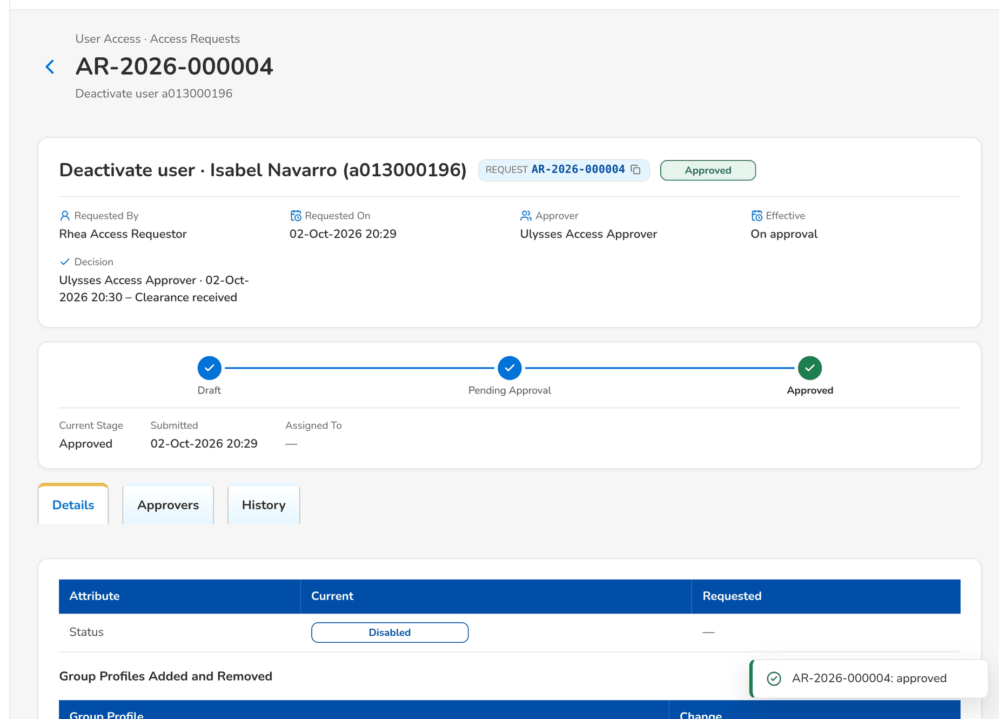 User Access · Access Requests
AR-2026-000004
Deactivate user a013000196
Deactivate user · Isabel Navarro (a013000196)
REQUEST AR-2026-000004
Approved
Requested By
Rhea Access Requestor
Requested On
02-Oct-2026 20:29
Approver
Ulysses Access Approver
Effective
On approval
Decision
Ulysses Access Approver · 02-Oct-
2026 20:30 – Clearance received
Draft
Pending Approval
Approved
Current Stage
Approved
Submitted
02-Oct-2026 20:29
Assigned To
—
Details
Approvers
History
Attribute
Current
Requested
Status
Disabled
—
Group Profiles Added and Removed
AR-2026-000004: approved
Group Profile
Change